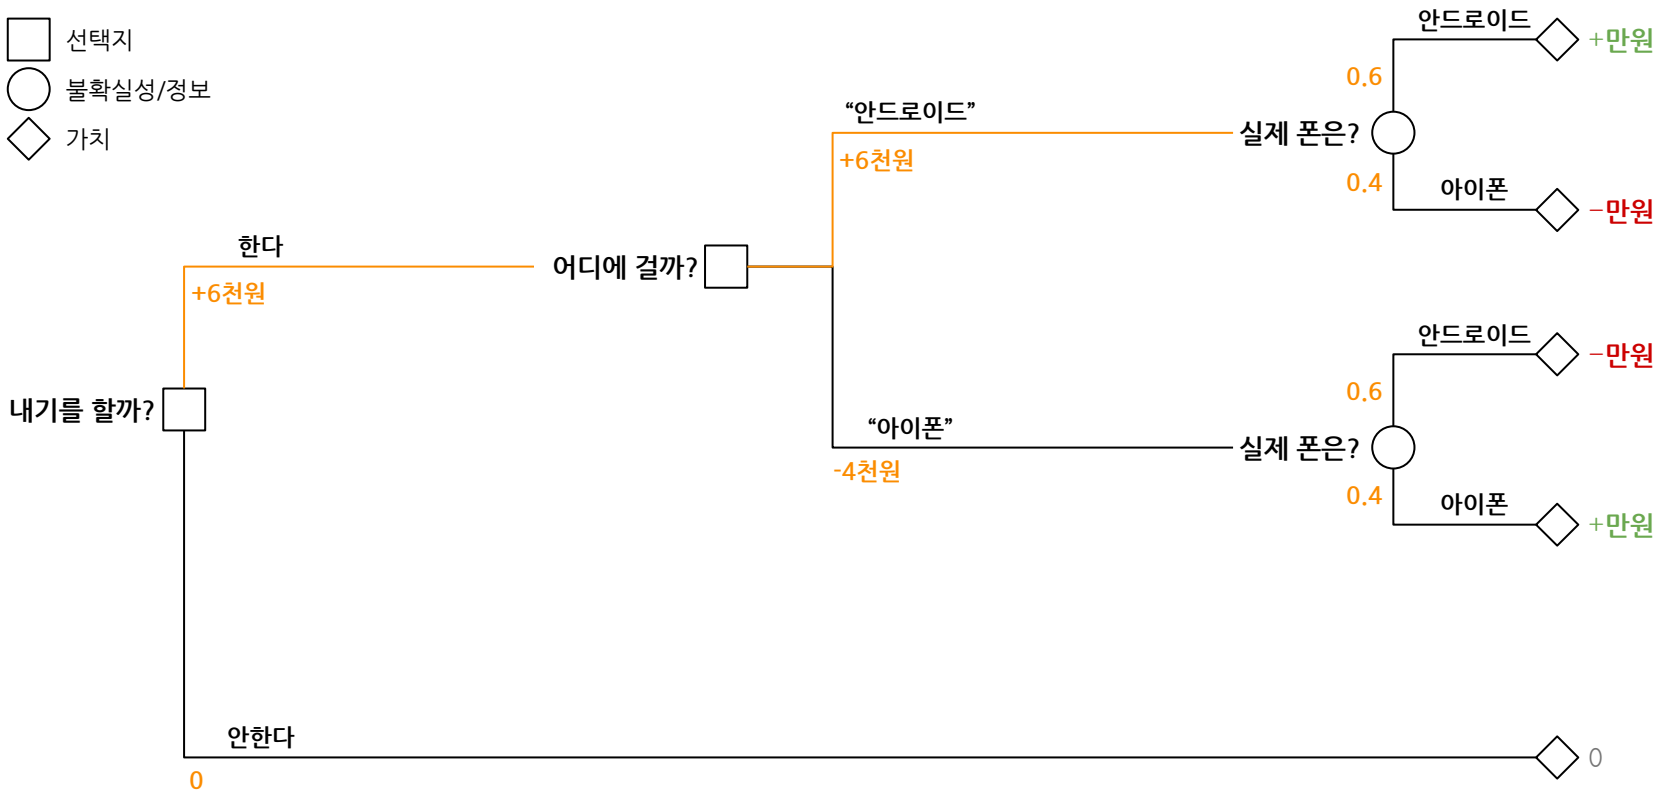 선택지
불확실성/정보
가치
안드로이드
+만원
0.6
“안드로이드”
실제 폰은?
+6천원
0.4
아이폰
−만원
한다
어디에 걸까?
+6천원
안드로이드
−만원
0.6
내기를 할까?
“아이폰”
실제 폰은?
-4천원
0.4
아이폰
+만원
안한다
0
0